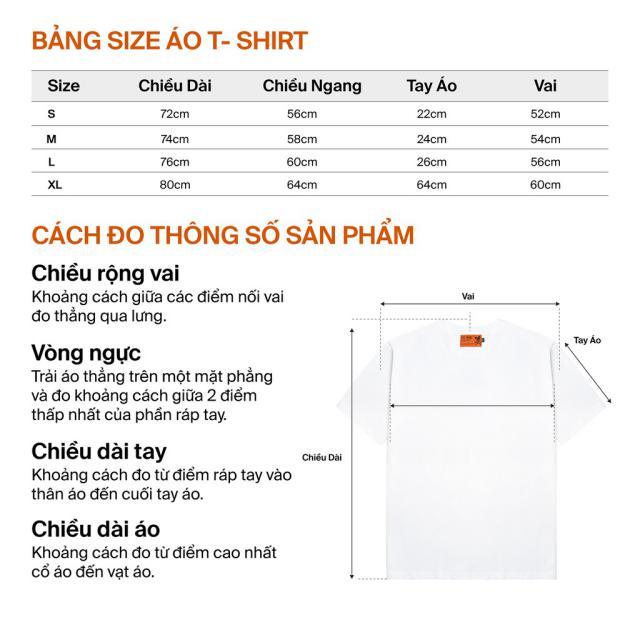 BẢNG SIZE ÁO T- SHIRT
Size Chiều Dài Chiều Ngang Tay Áo Vai
S 72cm 56cm 22cm 52cm
M 74cm 58cm 24cm 54cm
L 76cm 60cm 26cm 56cm
XL 80cm 64cm 64cm 60cm
CÁCH ĐO THÔNG SỐ SẢN PHẨM
Chiều rộng vai
Khoảng cách giữa các điểm nối vai
đo thẳng qua lưng.
Vòng ngực
Trải áo thẳng trên một mặt phẳng
và đo khoảng cách giữa 2 điểm
thấp nhất của phần ráp tay.
Chiều dài tay
Khoảng cách đo từ điểm ráp tay vào
thân áo đến cuối tay áo.
Chiều dài áo
Khoảng cách đo từ điểm cao nhất
cổ áo đến vạt áo.
Vai
Tay Áo
Chiều Dài